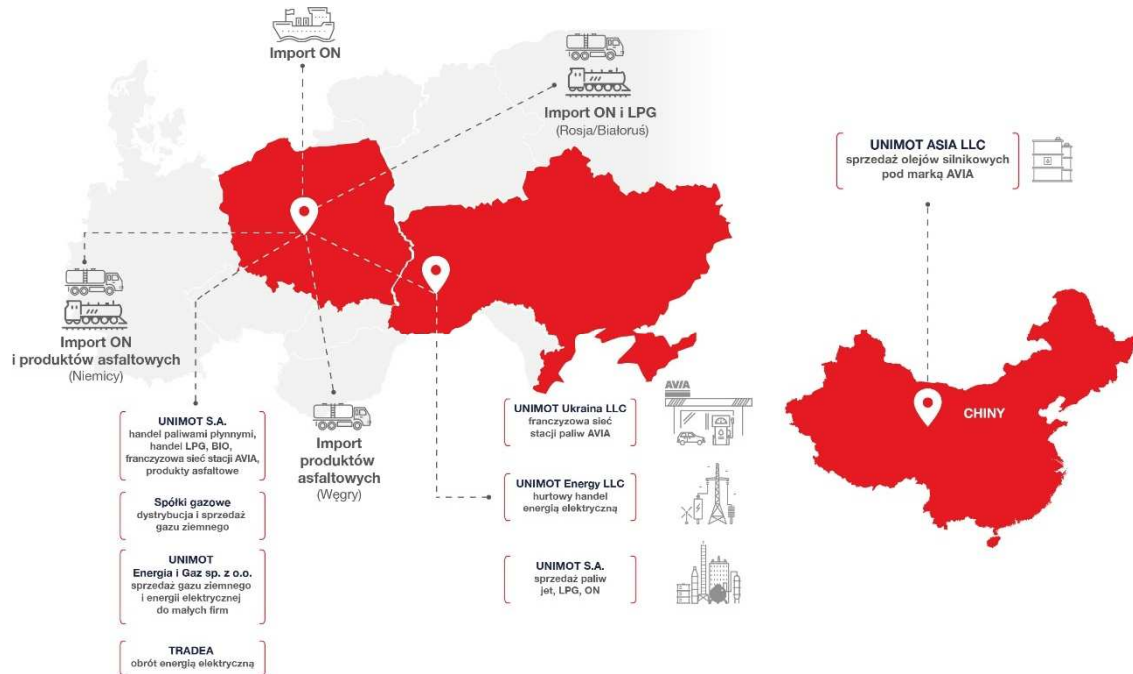 Import ON
Import ON i LPG
(Rosja/Białoruś)
UNIMOT ASIA LLC
sprzedaż olejów silnikowych
pod marką AVIA
Import ON
i produktów asfaltowych
(Niemicy)
UNIMOT S.A.
handel paliwami płynnymi,
handel LPG, BIO,
franczyzowa sieć stacji AVIA,
produkty asfaltowe
Spółki gazowe
dystrybucja i sprzedaż
gazu ziemnego
UNIMOT
Energia i Gaz sp. z o.o.
sprzedaż gazu ziemnego
i energii elektrycznej
do małych firm
TRADEA
obrót energią elektryczną
Import
produktów
asfaltowych
(Węgry)
UNIMOT Ukraina LLC
franczyzowa sieć
stacji paliw AVIA
AVIA
UNIMOT Energy LLC
hurtowy handel
energią elektryczną
UNIMOT S.A.
sprzedaż paliw
jet, LPG, ON
CHINY